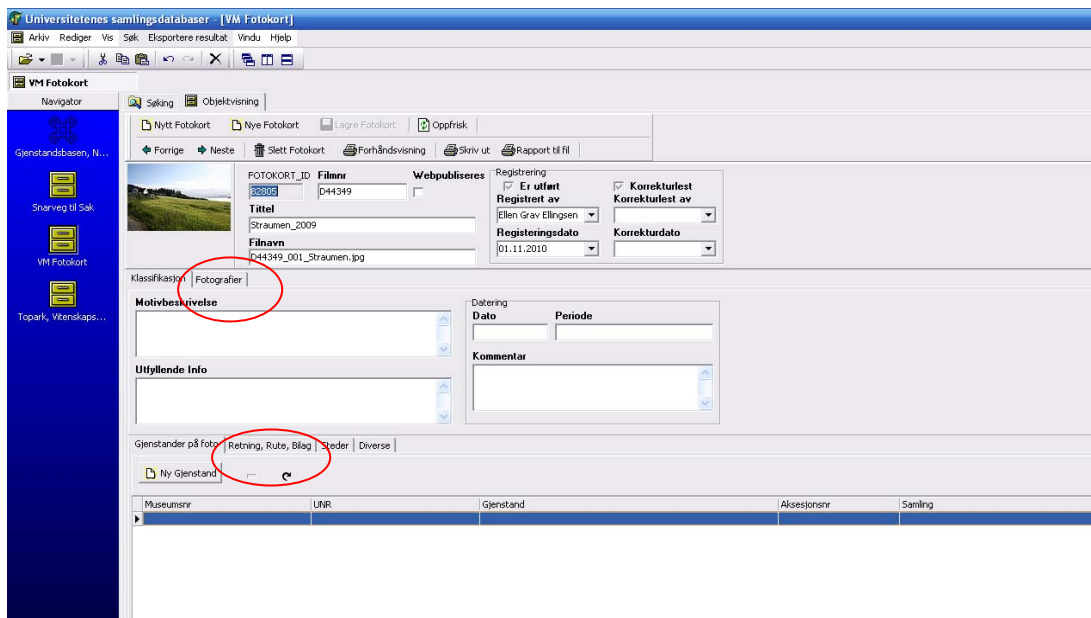 Universitetenes samlingsdatabaser - [VM Fotokort]
Arkiv Rediger Vis Søk Eksportere resultat Vindu Hjelp
VM Fotokort
Navigator
Søking Objektvisning
Nytt Fotokort Nye Fotokort Lagre Fotokort Oppfrisk
Gjenstandsbasen, N...
Forrige Neste Slett Fotokort Forhåndsvisning Skriv ut Rapport til fil
FOTOKORT_ID Filmnr Webpubliseres Registrering
82805 D44349 Er utført Korrekturlest
Registrert av Korrekturlest av
Tittel Ellen Grav Ellingsen
Snarveg til Sak
Straumen_2009
Registeringsdato Korrekturdato
Filnavn 01.11.2010
D44349_001_Straumen.jpg
VM Fotokort
Klassifikasjon Fotografier
Motivbeskrivelse Datering
Dato Periode
Topark, Vitenskaps...
Kommentar
Utfyllende Info
Gjenstander på foto Retning, Rute, Bilag Steder Diverse
Ny Gjenstand
Museumsnr UNR Gjenstand Aksesjonsnr Samling